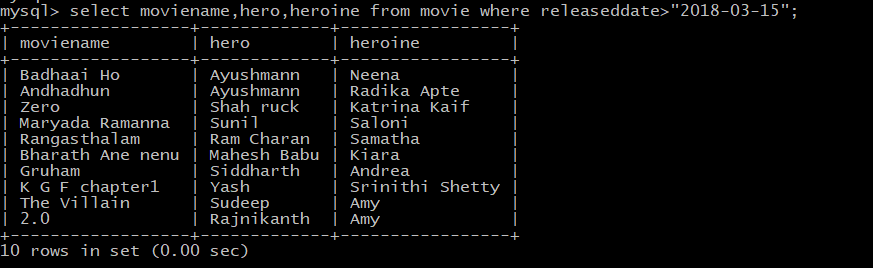 mysql> select moviename,hero,heroine from movie where releaseddate>"2018-03-15";
+------------------+-------------+-----------------+
| moviename        | hero        | heroine         |
+------------------+-------------+-----------------+
| Badhaai Ho       | Ayushmann   | Neena           |
| Andhadhun        | Ayushmann   | Radika Apte     |
| Zero             | Shah ruck   | Katrina Kaif    |
| Maryada Ramanna  | Sunil       | Saloni          |
| Rangasthalam     | Ram Charan  | Samatha         |
| Bharath Ane nenu | Mahesh Babu | Kiara           |
| Gruham           | Siddharth   | Andrea          |
| K G F chapter1   | Yash        | Srinithi Shetty |
| The Villain      | Sudeep      | Amy             |
| 2.0              | Rajnikanth  | Amy             |
+------------------+-------------+-----------------+
10 rows in set (0.00 sec)